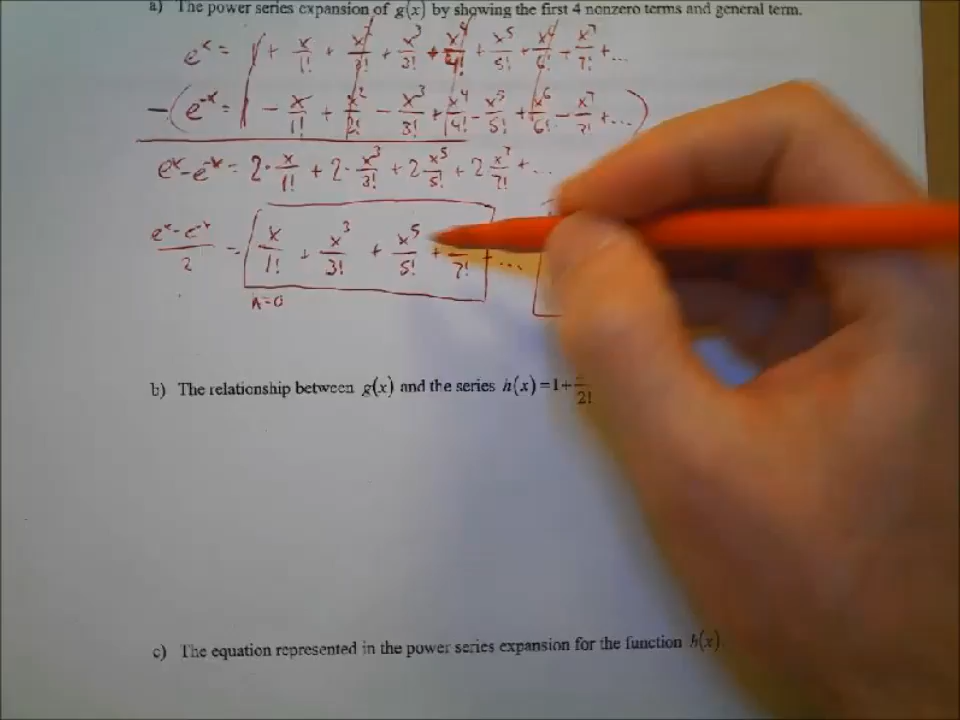 a) The power series expansion of g(x) by showing the first 4 nonzero terms and general term.
e^x = 1 + x/1! + x^2/3! + x^3/3! + x^4/4! + x^5/5! + x^6/6! + x^7/7! + ...
-(e^-x = 1 - x/1! + x^2/2! - x^3/3! + x^4/4! - x^5/5! + x^6/6! - x^7/7! + ...)
e^x - e^-x = 2·x/1! + 2·x^3/3! + 2 x^5/5! + 2 x^7/7! + ...
(e^x - e^-x)/2 = x/1! + x^3/3! + x^5/5! + /7! + ...
n=0
b) The relationship between g(x) and the series h(x)=1+ /2!
c) The equation represented in the power series expansion for the function h(x)